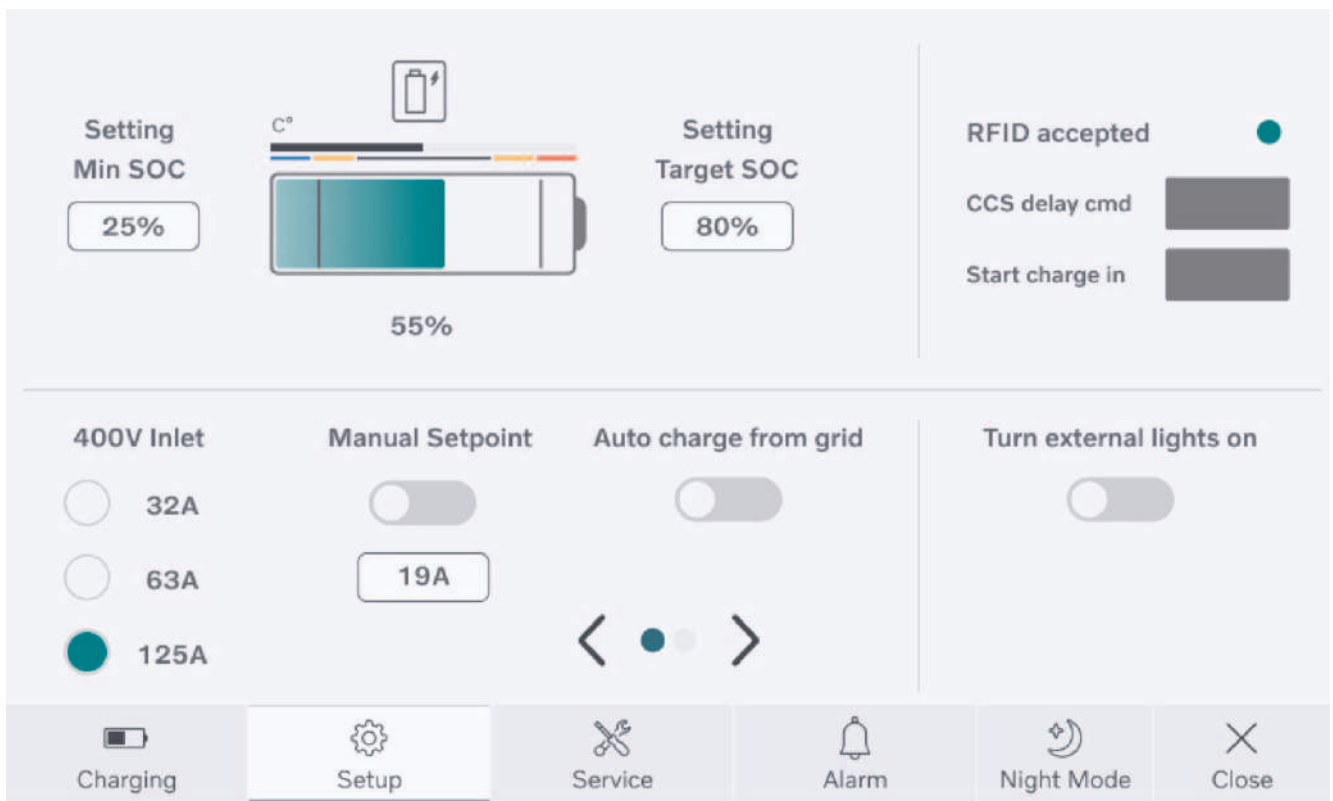 Setting
Min SOC
25%
C°
55%
Setting
Target SOC
80%
RFID accepted
CCS delay cmd
Start charge in
400V Inlet
32A
63A
125A
Manual Setpoint
19A
Auto charge from grid
Turn external lights on
Charging
Setup
Service
Alarm
Night Mode
Close